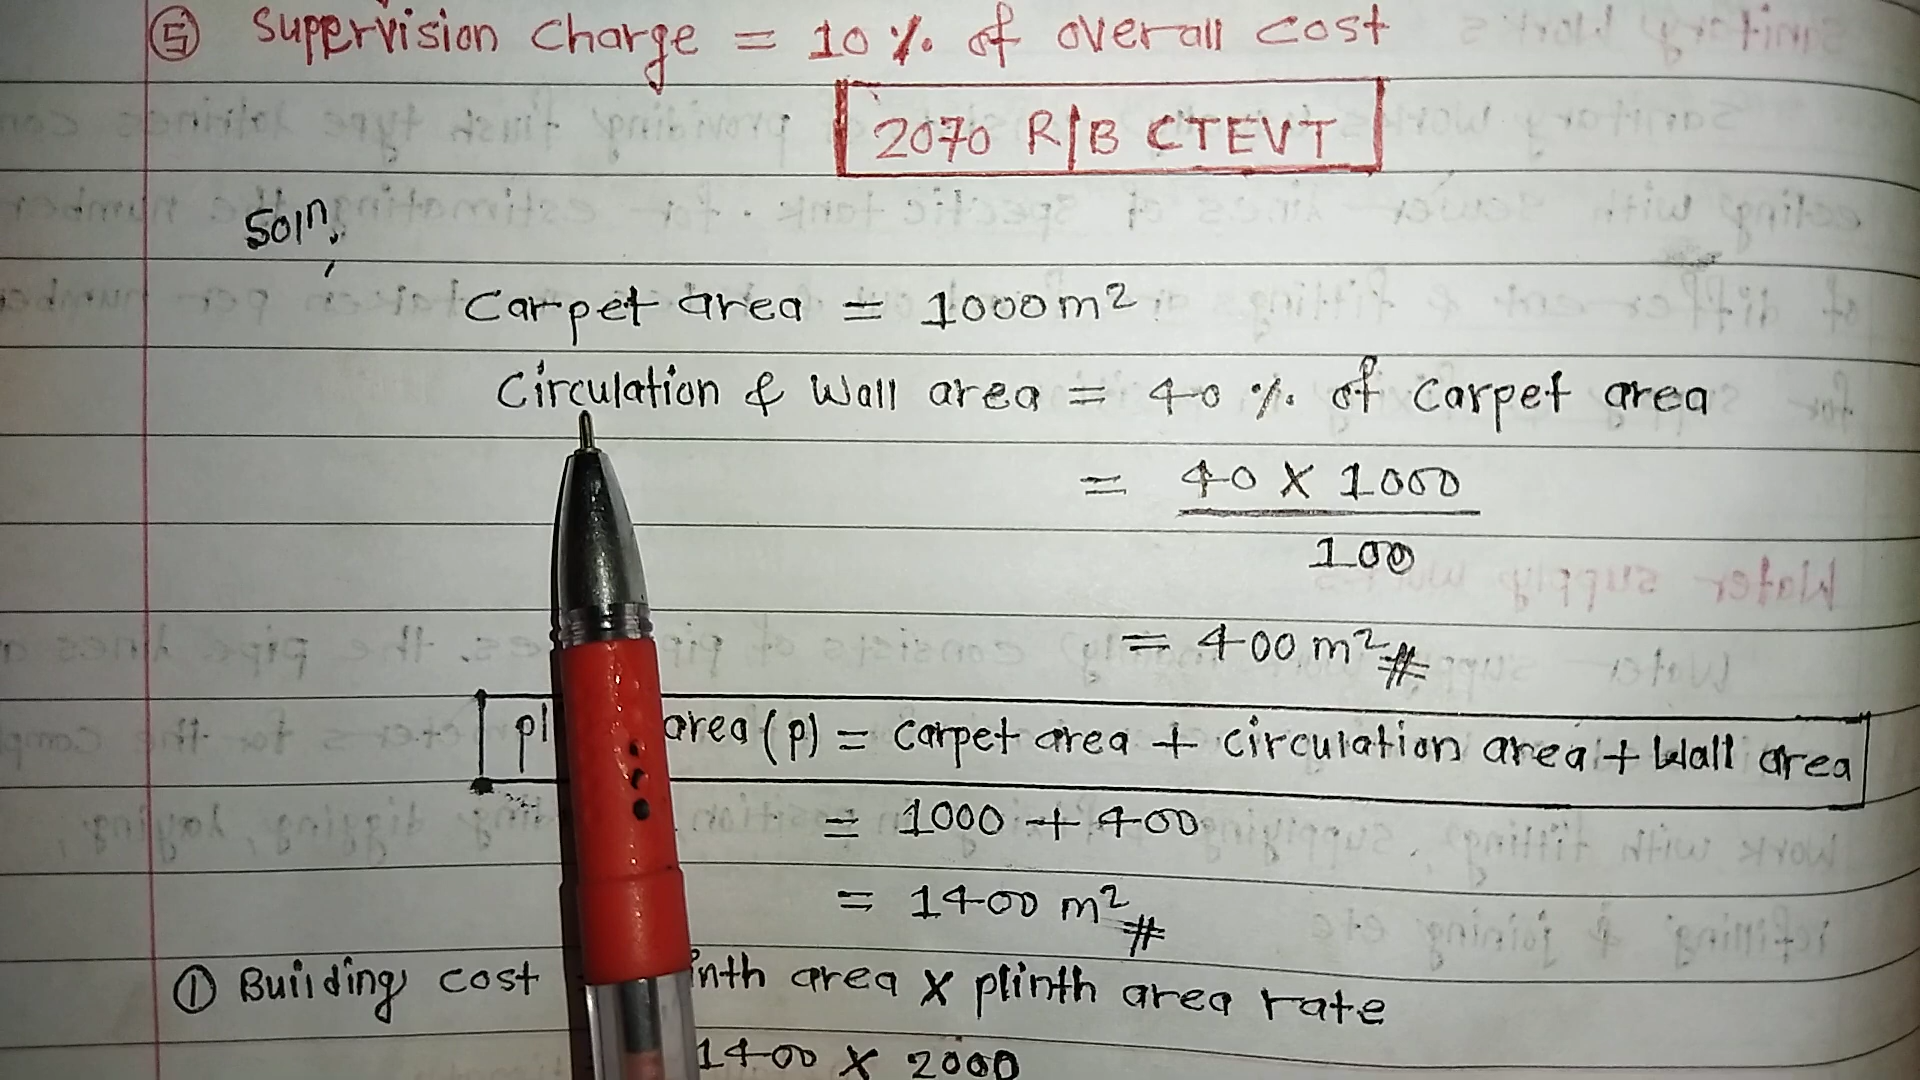 ⑤ Supervision charge = 10 % of overall cost
2070 R/B CTEVT
Soln,
Carpet area = 1000m²
Circulation & Wall area = 40 % of carpet area
= 40 X 1000
100
= 400 m² #
area (p) = carpet area + circulation area + Wall area
= 1000 + 400
= 1400 m² #
① Building cost inth area X plinth area rate
1400 X 2000